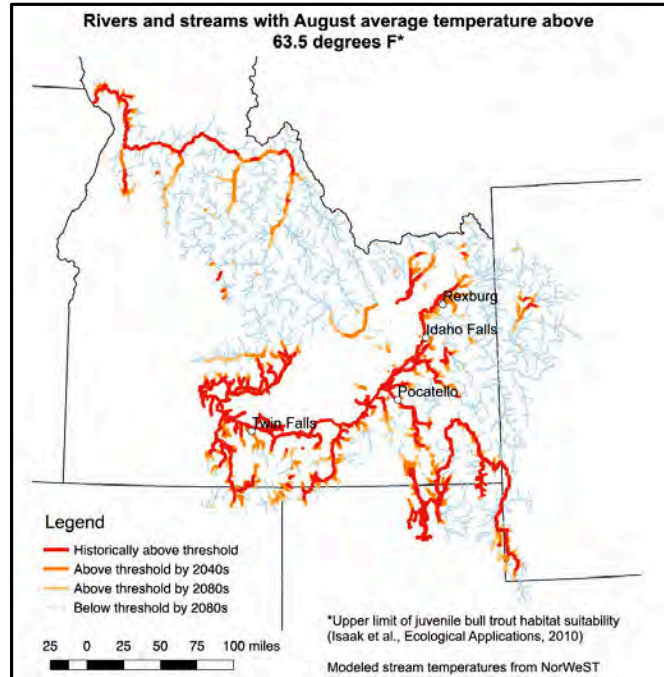 Rivers and streams with August average temperature above
63.5 degrees F*
Rexburg
Idaho Falls
Pocatello
Twin Falls
Legend
Historically above threshold
Above threshold by 2040s
Above threshold by 2080s
Below threshold by 2080s
25 0 25 50 75 100 miles
*Upper limit of juvenile bull trout habitat suitability
(Isaak et al., Ecological Applications, 2010)
Modeled stream temperatures from NorWeST